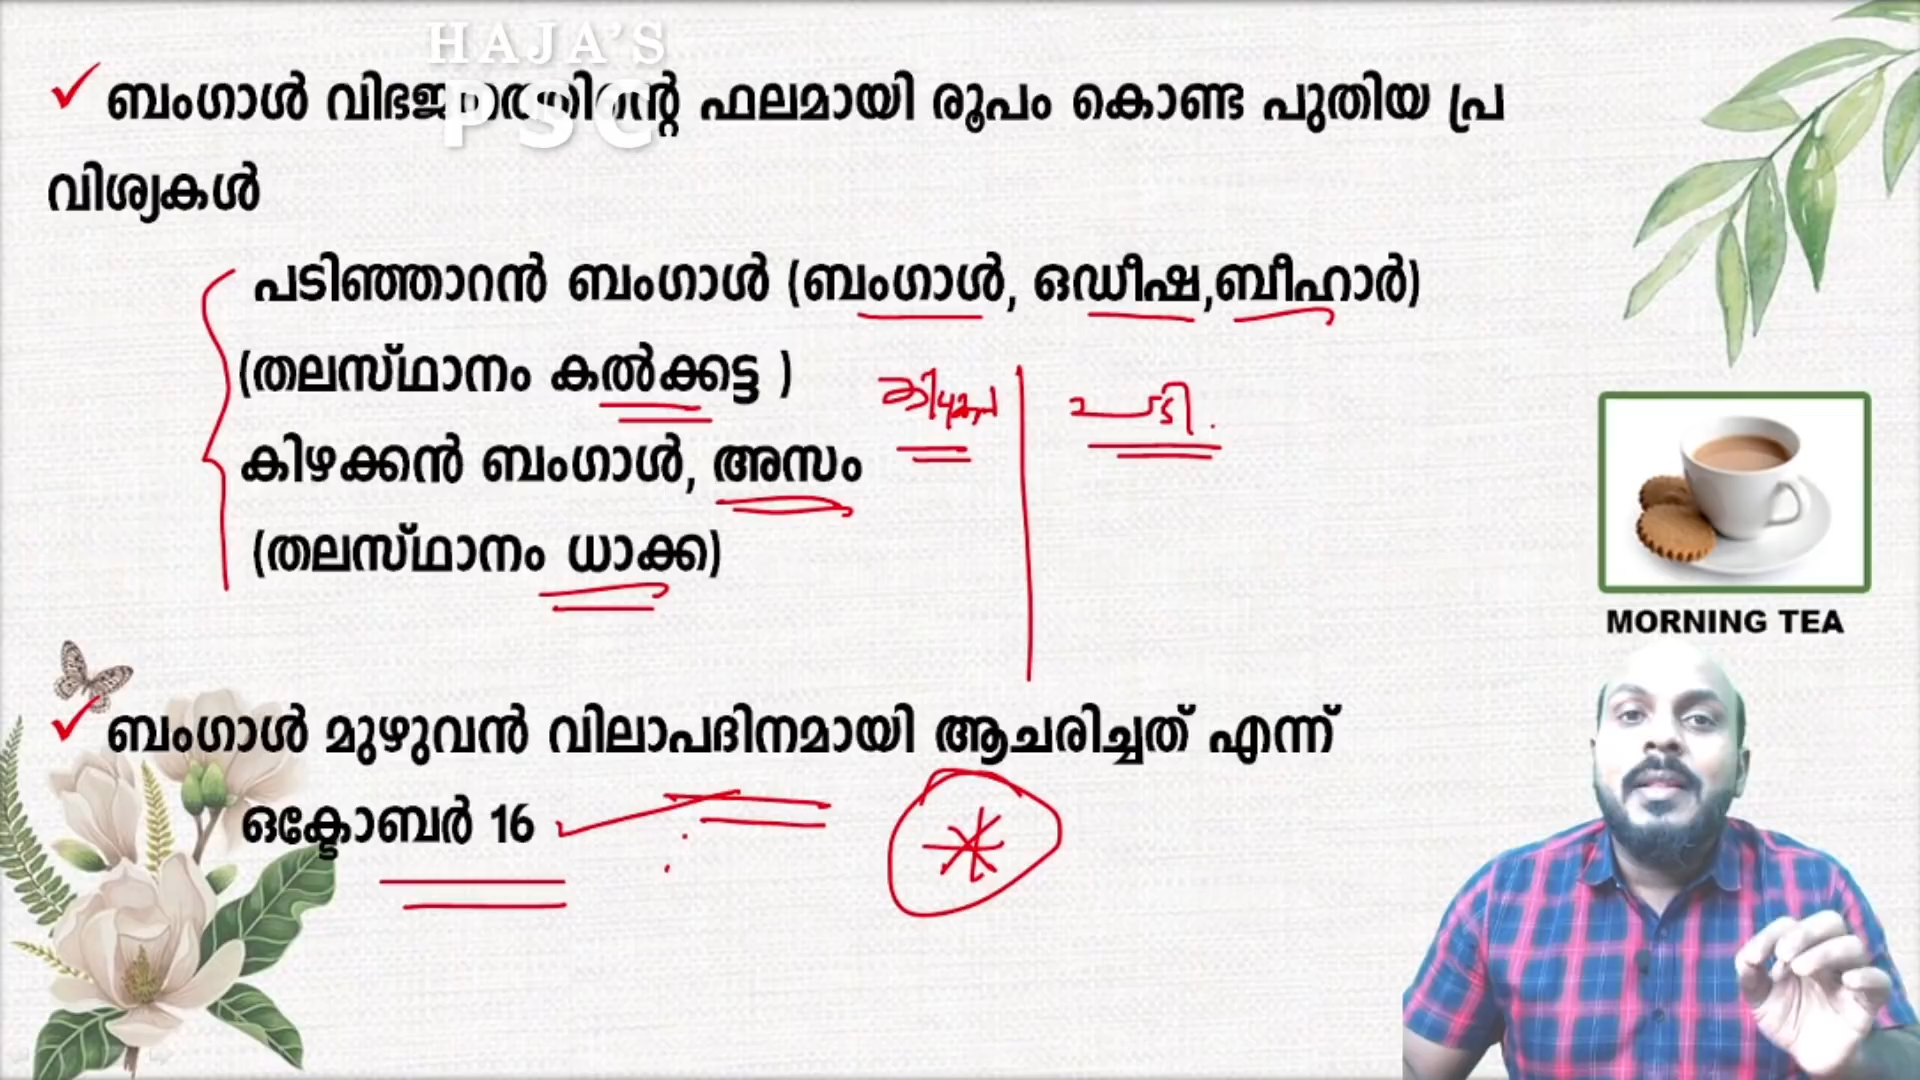 HAJA'S
PSC
ബംഗാൾ വിഭജനത്തിന്റെ ഫലമായി രൂപം കൊണ്ട പുതിയ പ്ര
വിശ്യകൾ
പടിഞ്ഞാറൻ ബംഗാൾ (ബംഗാൾ, ഒഡീഷ,ബീഹാർ)
(തലസ്ഥാനം കൽക്കട്ട )
കിഴക്കൻ ബംഗാൾ, അസം
(തലസ്ഥാനം ധാക്ക)
MORNING TEA
ബംഗാൾ മുഴുവൻ വിലാപദിനമായി ആചരിച്ചത് എന്ന്
ഒക്ടോബർ 16